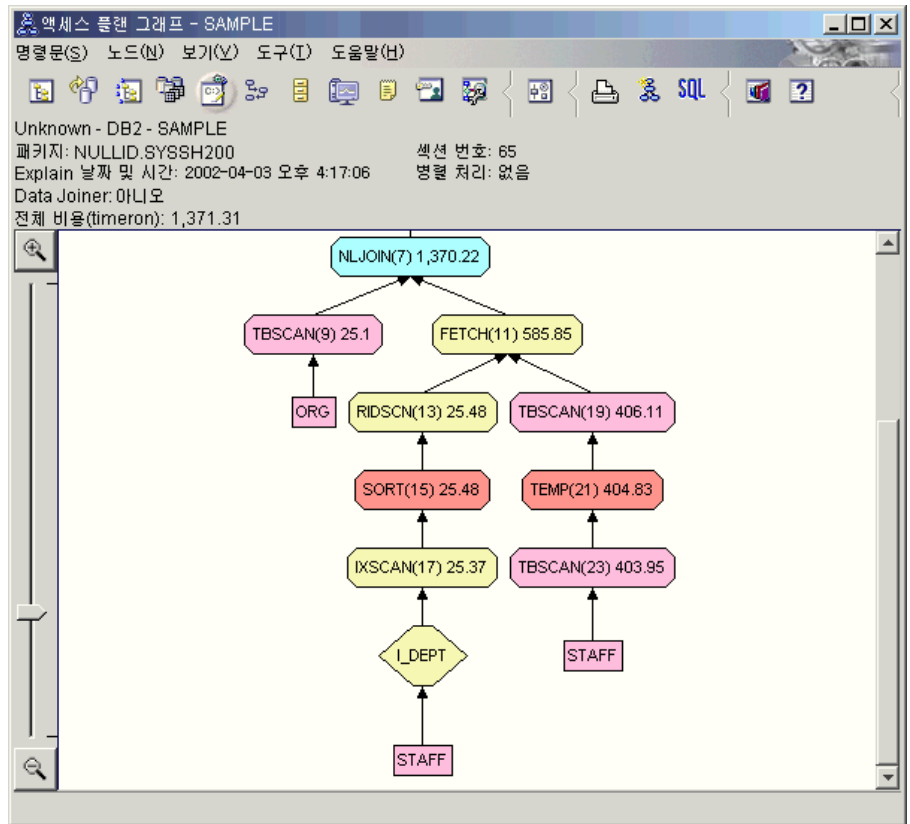 액세스 플랜 그래프 - SAMPLE
명령문(S) 노드(N) 보기(V) 도구(T) 도움말(H)
SQL ?
Unknown - DB2 - SAMPLE
패키지: NULLID.SYSSH200 섹션 번호: 65
Explain 날짜 및 시간: 2002-04-03 오후 4:17:06 병렬 처리: 없음
Data Joiner: 아니오
전체 비용(timeron): 1,371.31
NLJOIN(7) 1,370.22
TBSCAN(9) 25.1 FETCH(11) 585.85
ORG RIDSCN(13) 25.48 TBSCAN(19) 406.11
SORT(15) 25.48 TEMP(21) 404.83
IXSCAN(17) 25.37 TBSCAN(23) 403.95
I_DEPT STAFF
STAFF